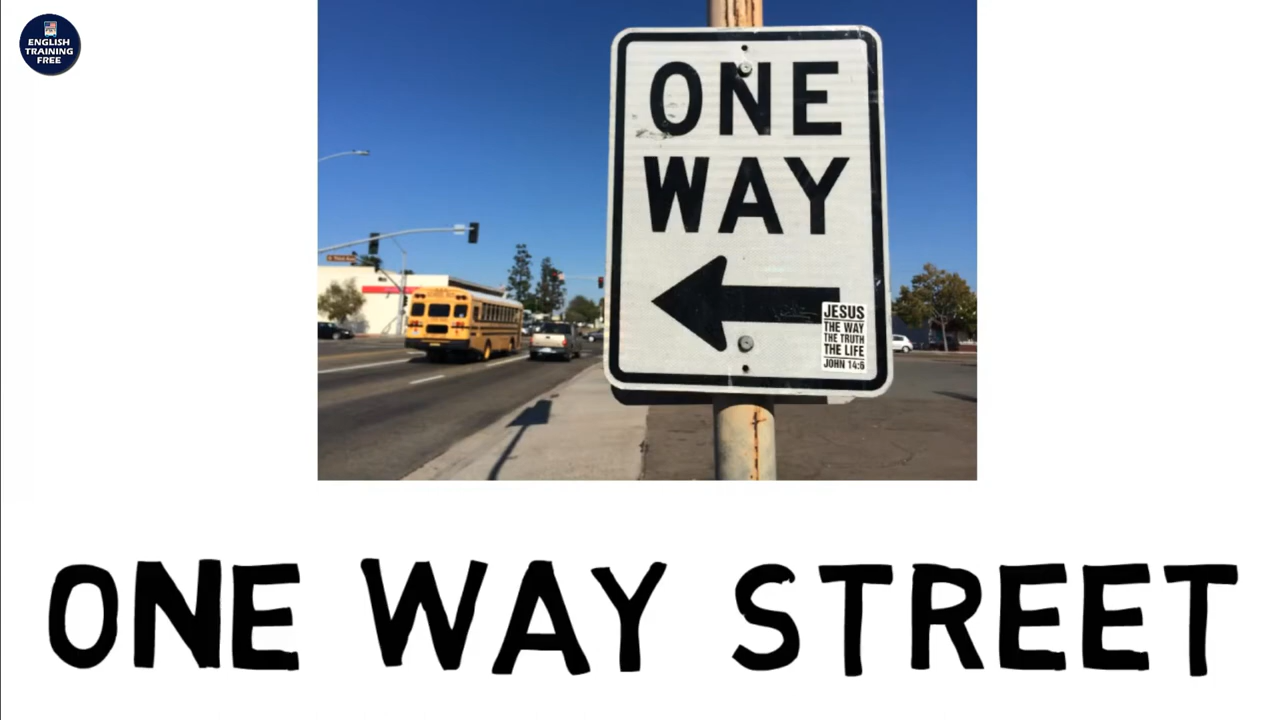 ENGLISH
TRAINING
FREE
ONE
WAY
JESUS
THE WAY
THE TRUTH
THE LIFE
JOHN 14:6
ONE WAY STREET